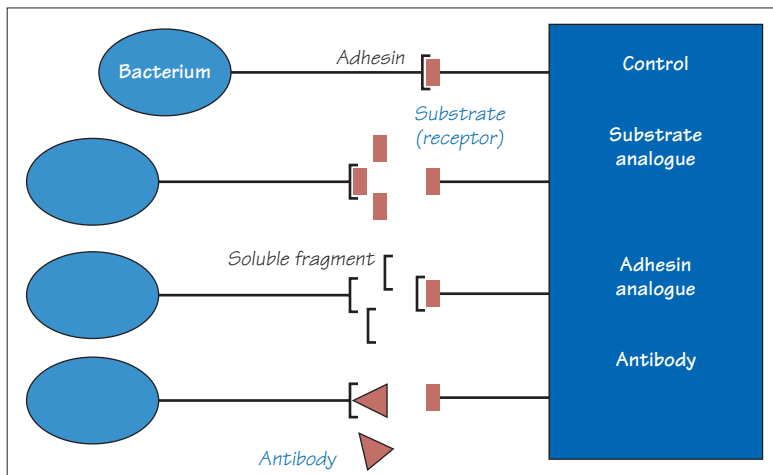 Adhesin
Control
Bacterium
Substrate
(receptor)
Substrate
analogue
Soluble fragment
Adhesin
analogue
Antibody
Antibody